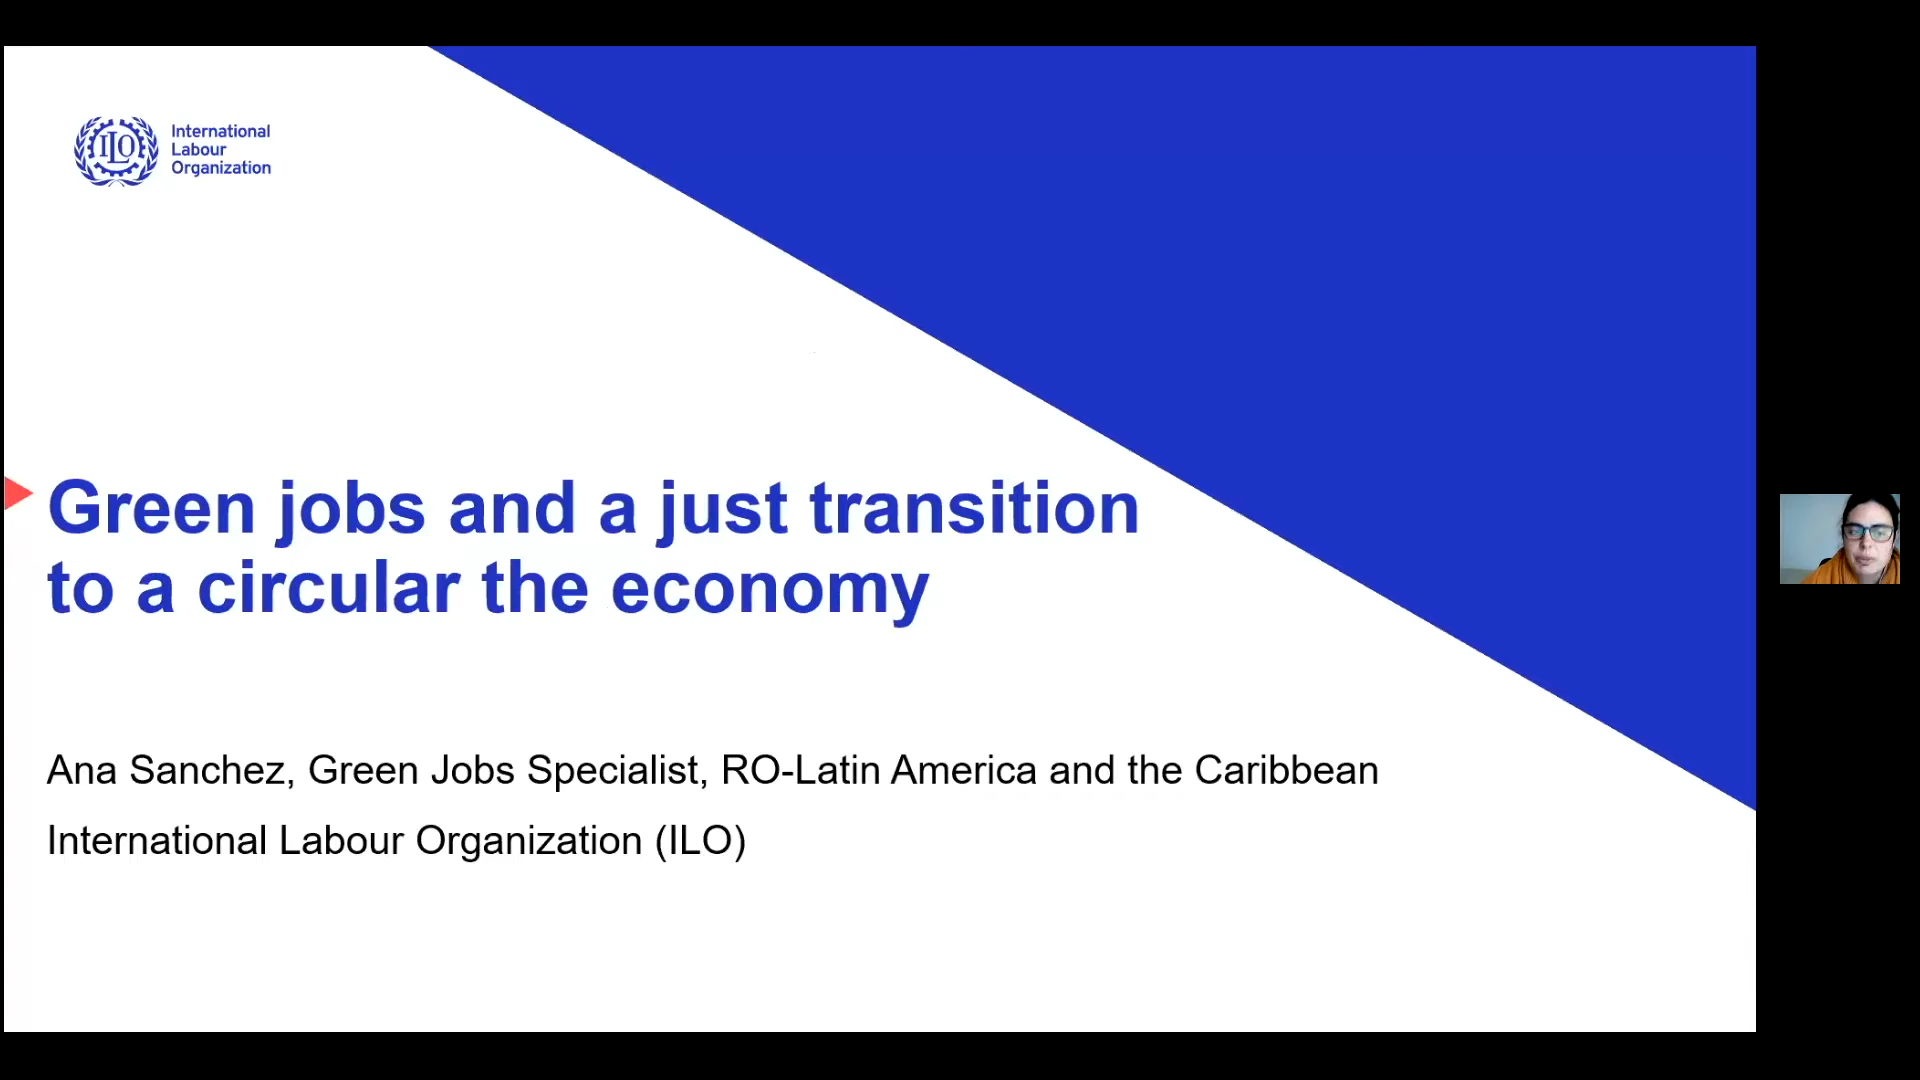 ILO
International
Labour
Organization
Green jobs and a just transition
to a circular the economy
Ana Sanchez, Green Jobs Specialist, RO-Latin America and the Caribbean
International Labour Organization (ILO)